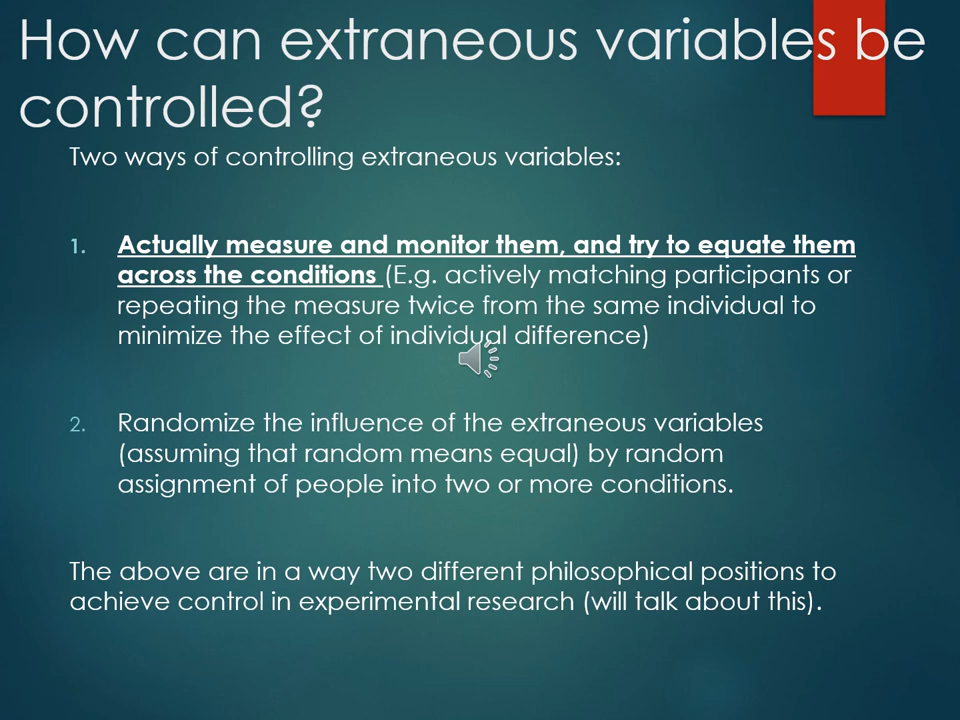 How can extraneous variables be
controlled?
Two ways of controlling extraneous variables:
1. Actually measure and monitor them, and try to equate them
across the conditions (E.g. actively matching participants or
repeating the measure twice from the same individual to
minimize the effect of individual difference)
2. Randomize the influence of the extraneous variables
(assuming that random means equal) by random
assignment of people into two or more conditions.
The above are in a way two different philosophical positions to
achieve control in experimental research (will talk about this).